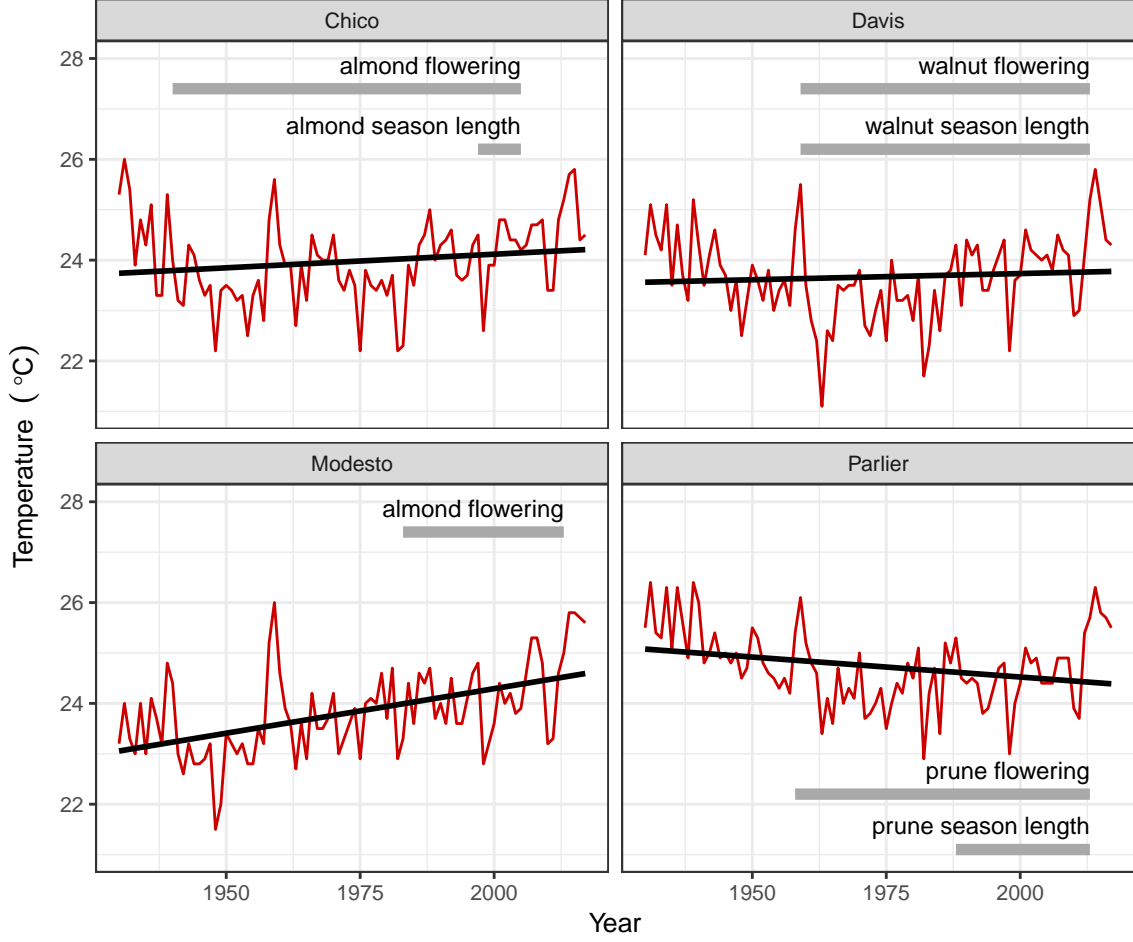 Chico
Davis
28
almond flowering
walnut flowering
almond season length
walnut season length
26
24
22
Modesto
Parlier
28
almond flowering
26
24
prune flowering
22
prune season length
1950
1975
2000
1950
1975
2000
Year
Temperature ( °C)